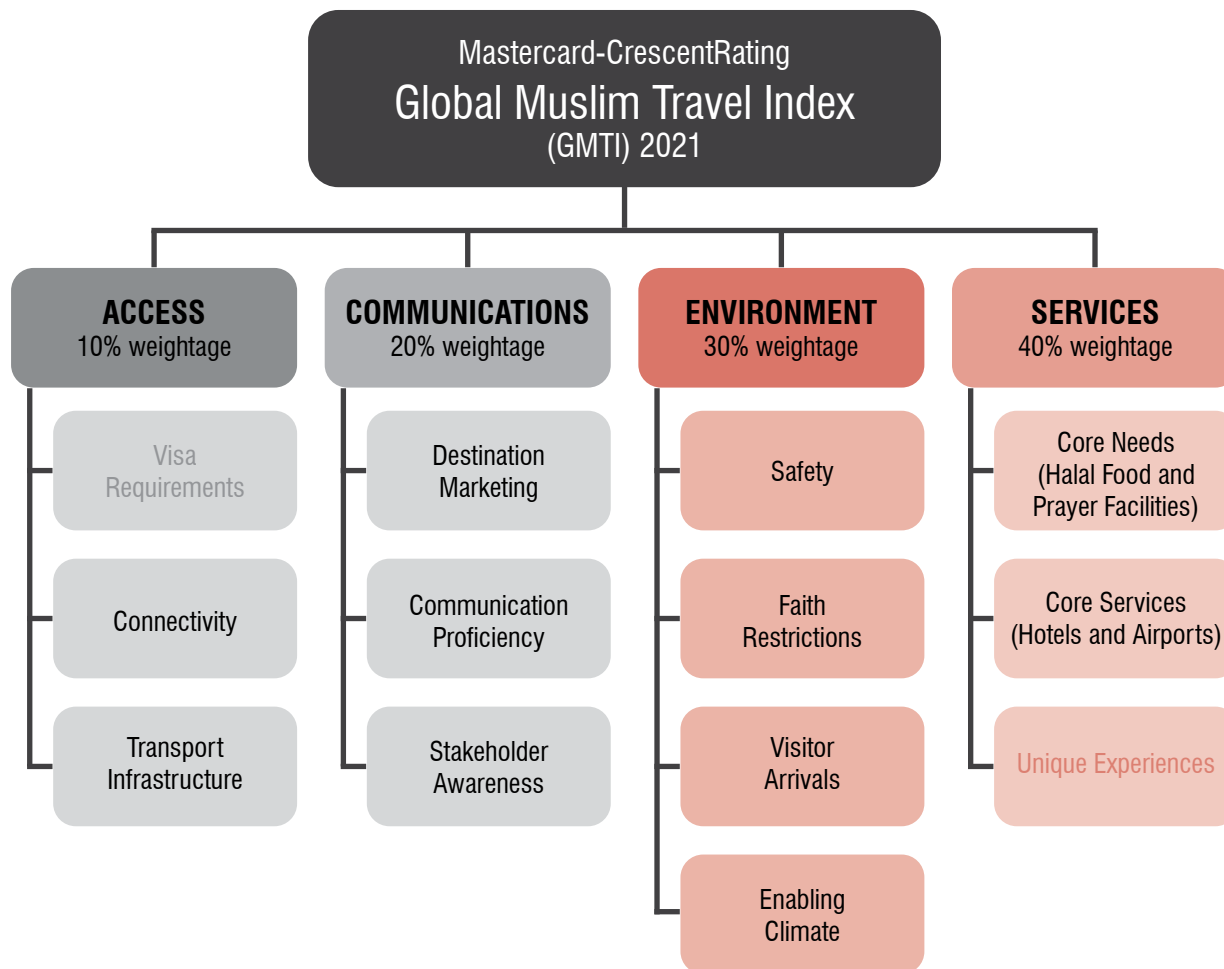 Mastercard-CrescentRating
Global Muslim Travel Index
(GMTI) 2021
ACCESS
10% weightage
Visa
Requirements
Connectivity
Transport
Infrastructure
COMMUNICATIONS
20% weightage
Destination
Marketing
Communication
Proficiency
Stakeholder
Awareness
ENVIRONMENT
30% weightage
Safety
Faith
Restrictions
Visitor
Arrivals
Enabling
Climate
SERVICES
40% weightage
Core Needs
(Halal Food and
Prayer Facilities)
Core Services
(Hotels and Airports)
Unique Experiences